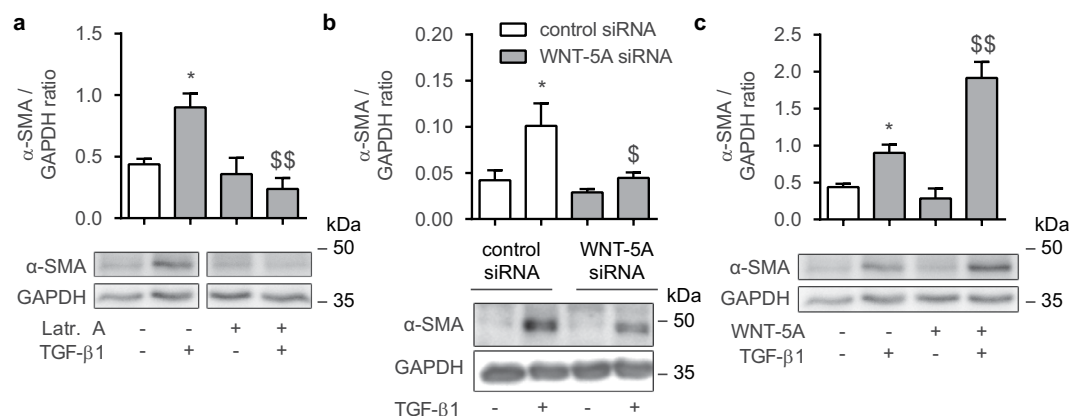 a
1.5
1.0
0.5
0.0
α-SMA /
GAPDH ratio
*
$$
kDa
50
35
α-SMA
GAPDH
Latr. A - - + +
TGF-β1 - + - +
b
control siRNA
WNT-5A siRNA
0.20
0.15
0.10
0.05
0.00
α-SMA /
GAPDH ratio
*
$
control
siRNA
WNT-5A
siRNA
kDa
50
35
α-SMA
GAPDH
TGF-β1 - + - +
c
2.5
2.0
1.5
1.0
0.5
0.0
α-SMA /
GAPDH ratio
*
$$
kDa
50
35
α-SMA
GAPDH
WNT-5A - - + +
TGF-β1 - + - +